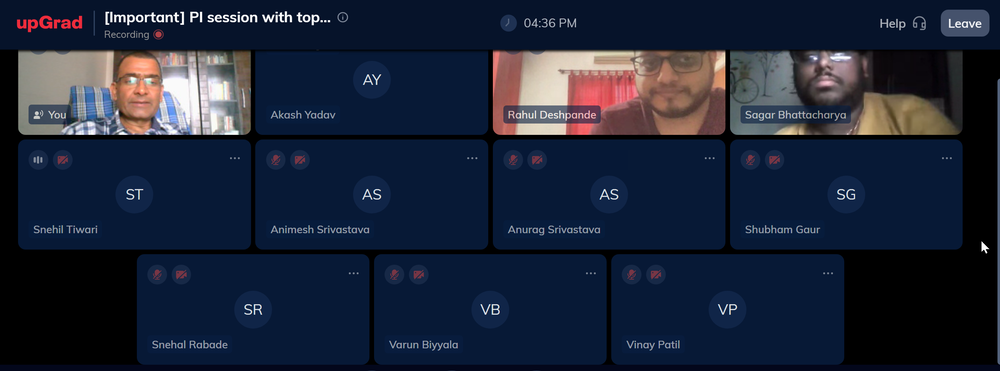 upGrad
[Important] PI session with top...
Recording
04:36 PM
Help
Leave
You
AY
Akash Yadav
Rahul Deshpande
Sagar Bhattacharya
ST
Snehil Tiwari
AS
Animesh Srivastava
AS
Anurag Srivastava
SG
Shubham Gaur
SR
Snehal Rabade
VB
Varun Biyyala
VP
Vinay Patil